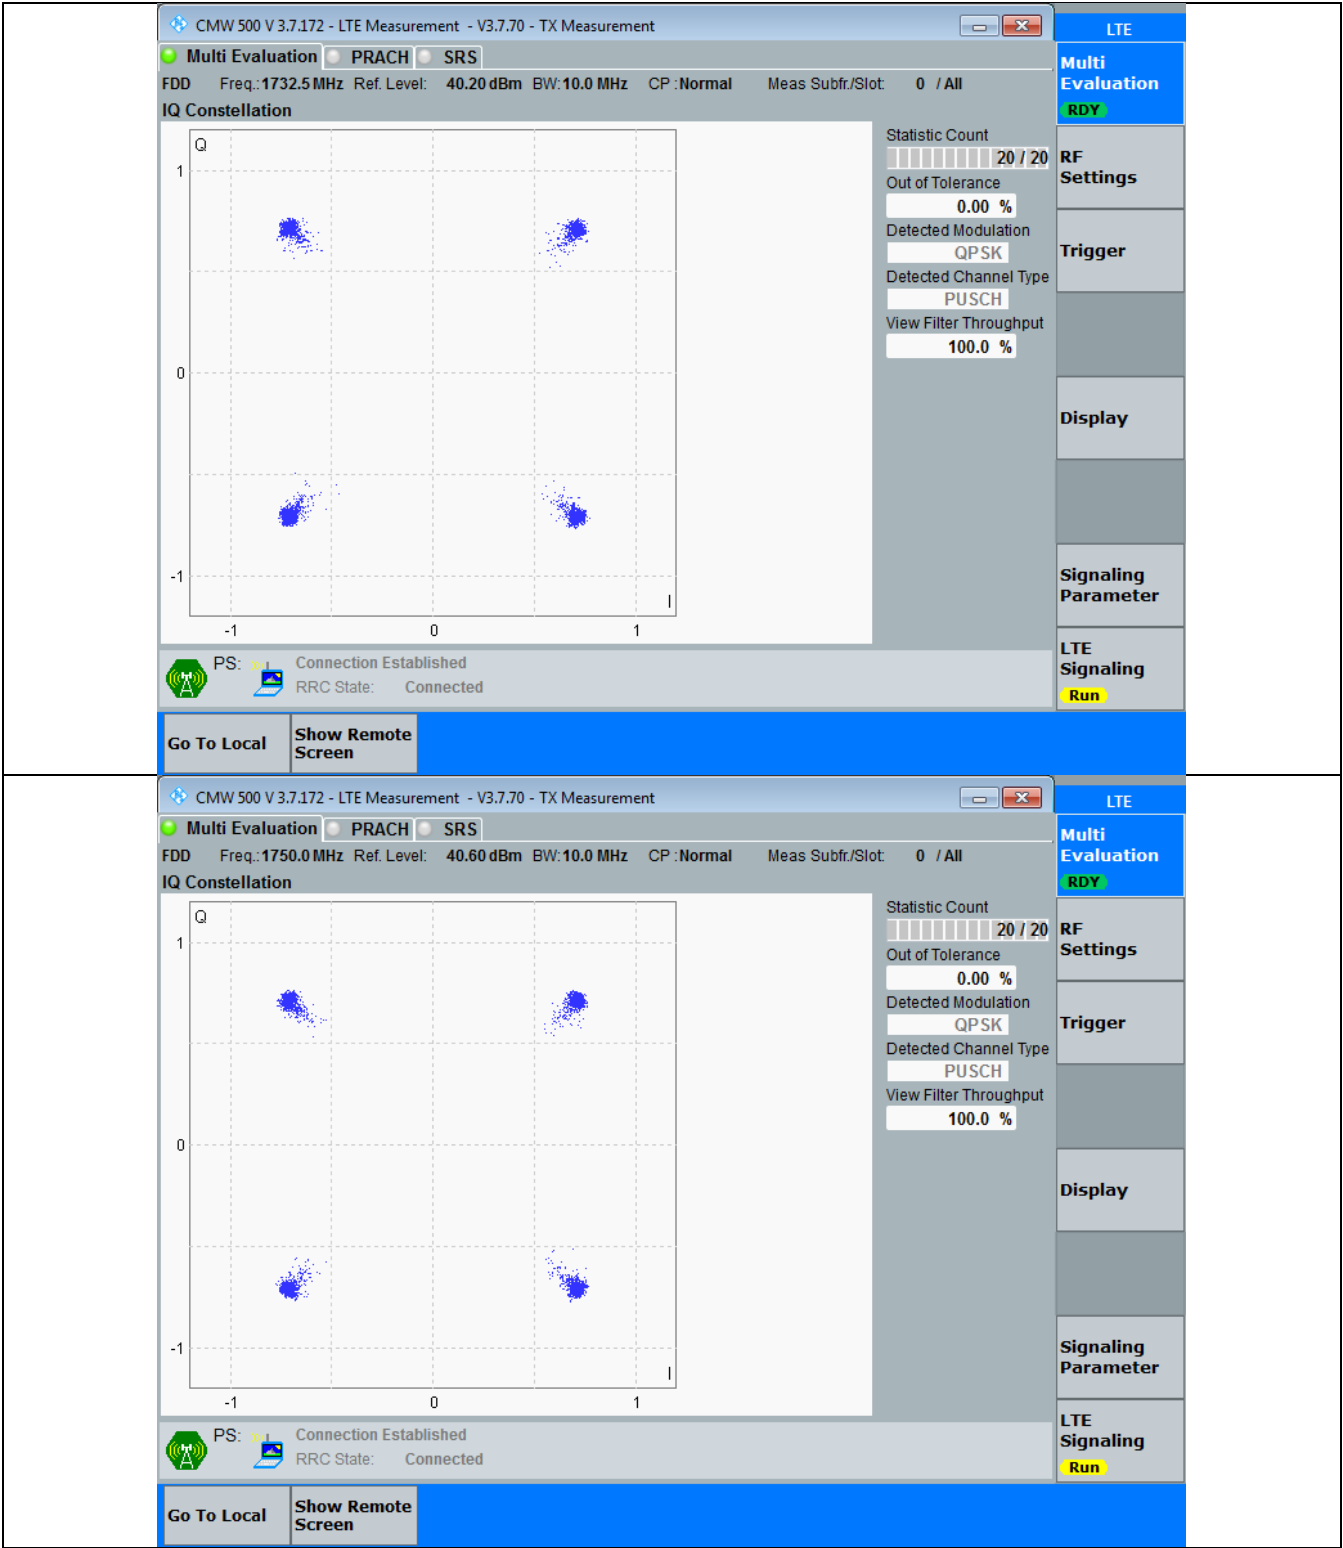 CMW 500 V 3.7.172 - LTE Measurement - V3.7.70 - TX Measurement
LTE
Multi Evaluation PRACH SRS
FDD Freq.:1732.5 MHz Ref. Level: 40.20 dBm BW:10.0 MHz CP :Normal Meas Subfr./Slot: 0 / All
IQ Constellation
Q
1
0
-1
I
-1 0 1
Statistic Count
20 / 20
Out of Tolerance
0.00 %
Detected Modulation
QPSK
Detected Channel Type
PUSCH
View Filter Throughput
100.0 %
Multi
Evaluation
RDY
RF
Settings
Trigger
Display
Signaling
Parameter
LTE
Signaling
Run
PS: Connection Established
RRC State: Connected
Go To Local
Show Remote
Screen
CMW 500 V 3.7.172 - LTE Measurement - V3.7.70 - TX Measurement
LTE
Multi Evaluation PRACH SRS
FDD Freq.:1750.0 MHz Ref. Level: 40.60 dBm BW:10.0 MHz CP :Normal Meas Subfr./Slot: 0 / All
IQ Constellation
Q
1
0
-1
I
-1 0 1
Statistic Count
20 / 20
Out of Tolerance
0.00 %
Detected Modulation
QPSK
Detected Channel Type
PUSCH
View Filter Throughput
100.0 %
Multi
Evaluation
RDY
RF
Settings
Trigger
Display
Signaling
Parameter
LTE
Signaling
Run
PS: Connection Established
RRC State: Connected
Go To Local
Show Remote
Screen